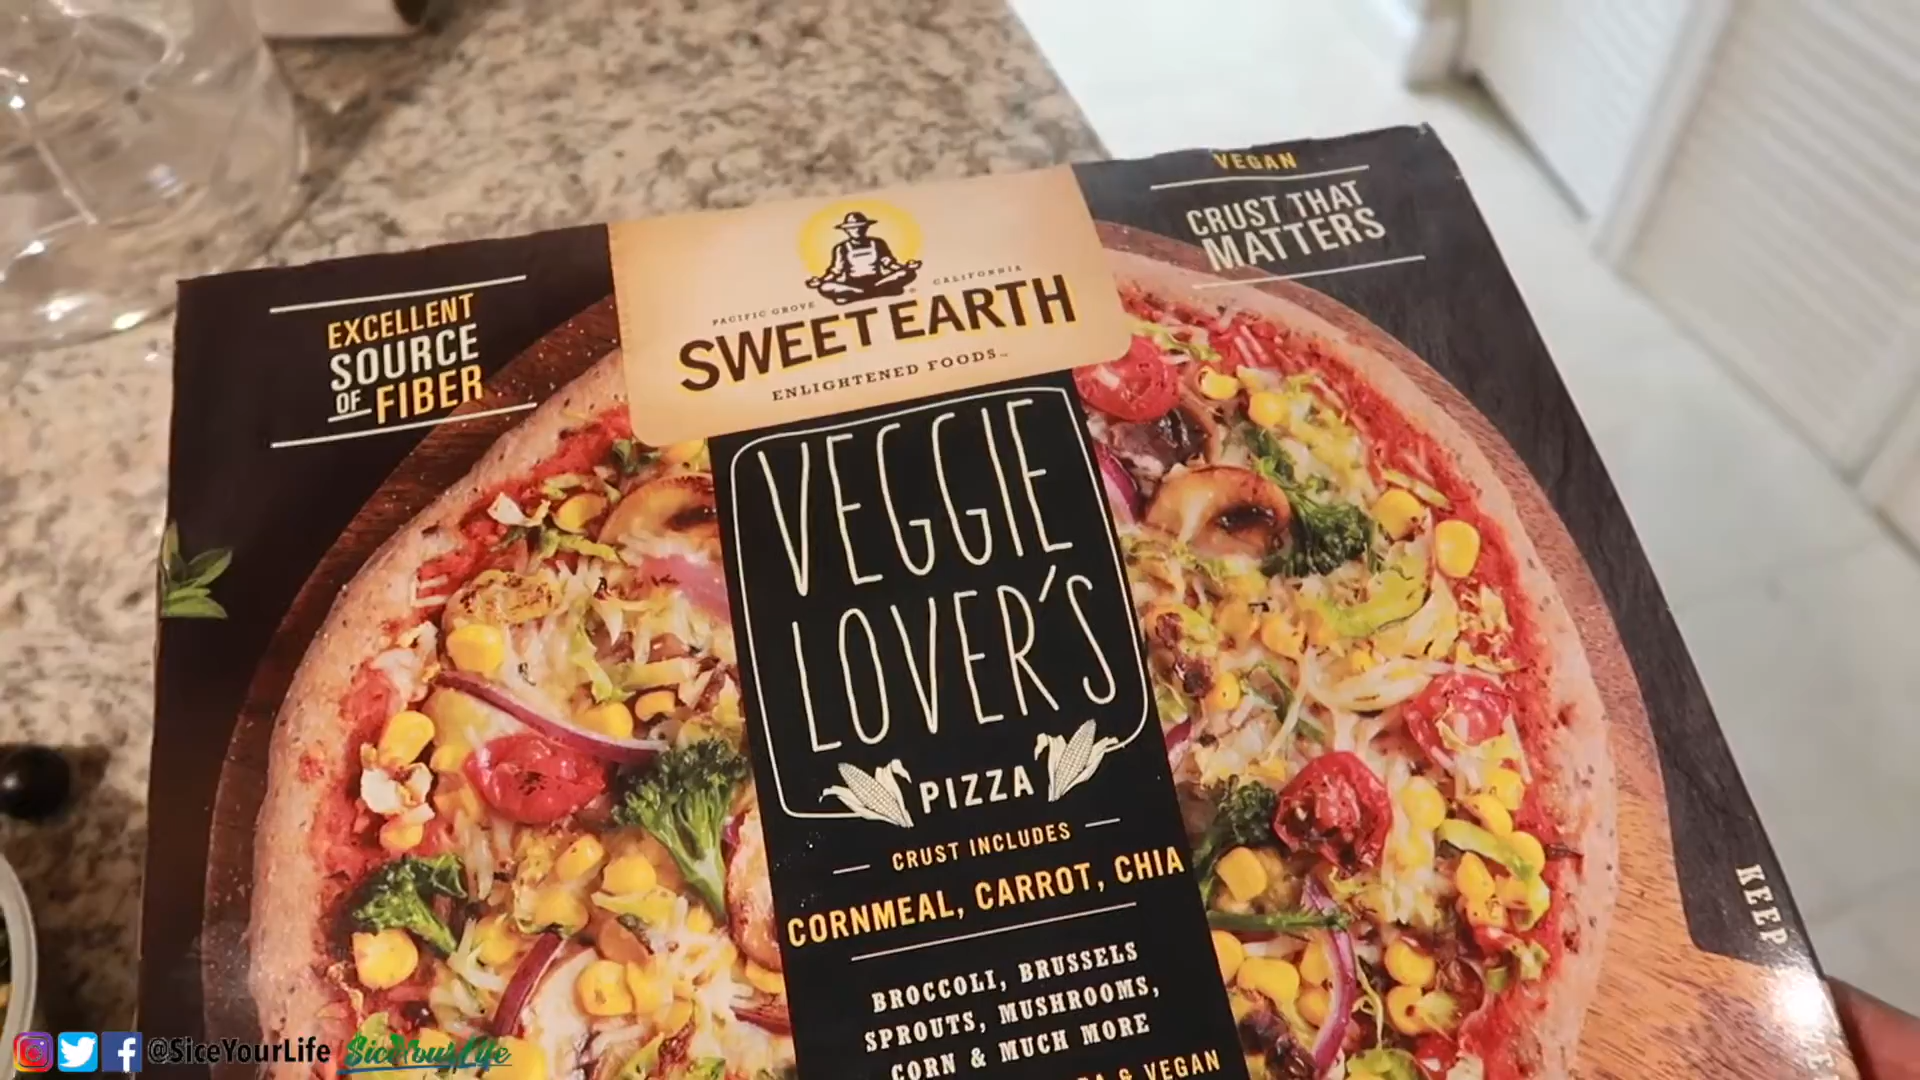 VEGAN
CRUST THAT
MATTERS
EXCELLENT
SOURCE
OF FIBER
PACIFIC GROVE CALIFORNIA
SWEET EARTH
ENLIGHTENED FOODS™
VEGGIE
LOVER'S
PIZZA
CRUST INCLUDES
CORNMEAL, CARROT, CHIA
BROCCOLI, BRUSSELS
SPROUTS, MUSHROOMS,
CORN & MUCH MORE
& VEGAN
KEEP
@SiceYourLife SiceYourLife